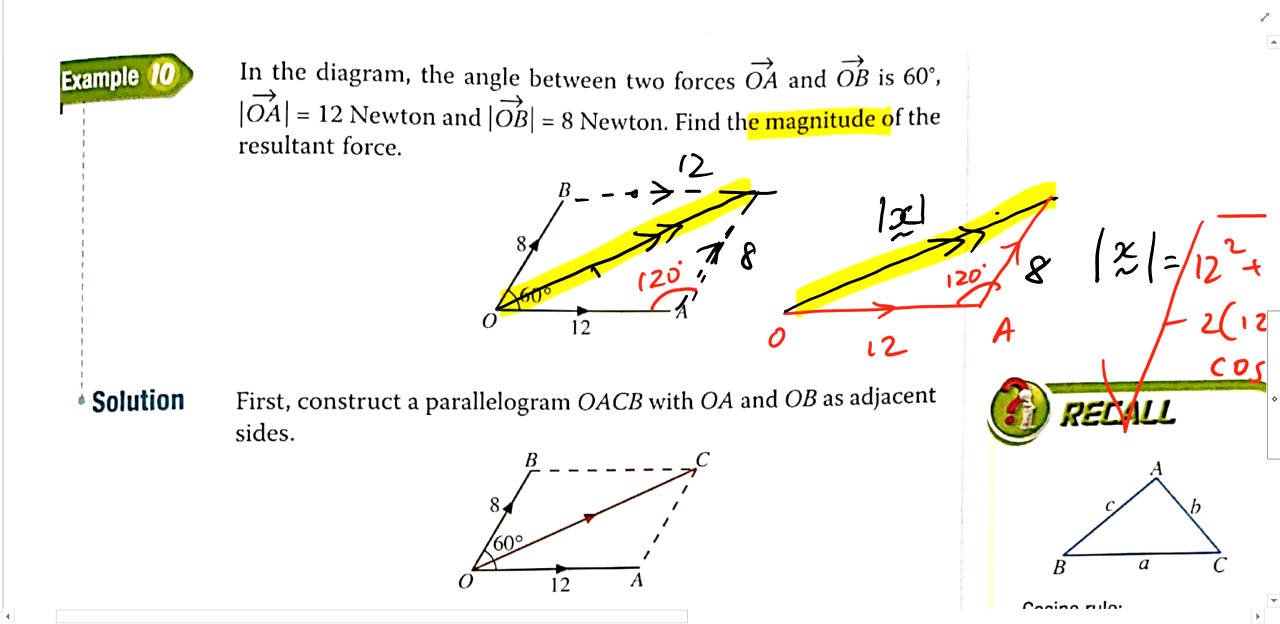 Example 10
In the diagram, the angle between two forces OA and OB is 60°,
|OA| = 12 Newton and |OB| = 8 Newton. Find the magnitude of the
resultant force.
12
B
8
60°
O
12
A
120°
8
|x|
120°
8
O
12
A
|x| = √12² +
- 2(12
cos
Solution
First, construct a parallelogram OACB with OA and OB as adjacent
sides.
B
C
8
60°
O
12
A
RECALL
A
c
b
B
a
C